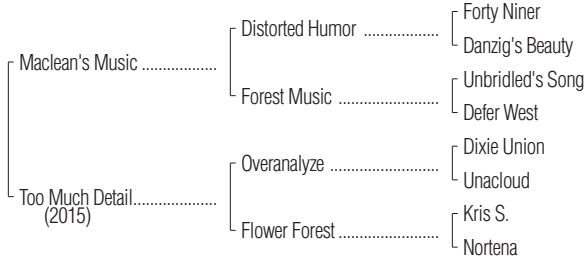 Forty Niner
Distorted Humor ..................
Danzig's Beauty
Maclean's Music ..................
Unbridled's Song
Forest Music ........................
Defer West
Dixie Union
Overanalyze ..........................
Unacloud
Too Much Detail....................
(2015)
Kris S.
Flower Forest ........................
Nortena